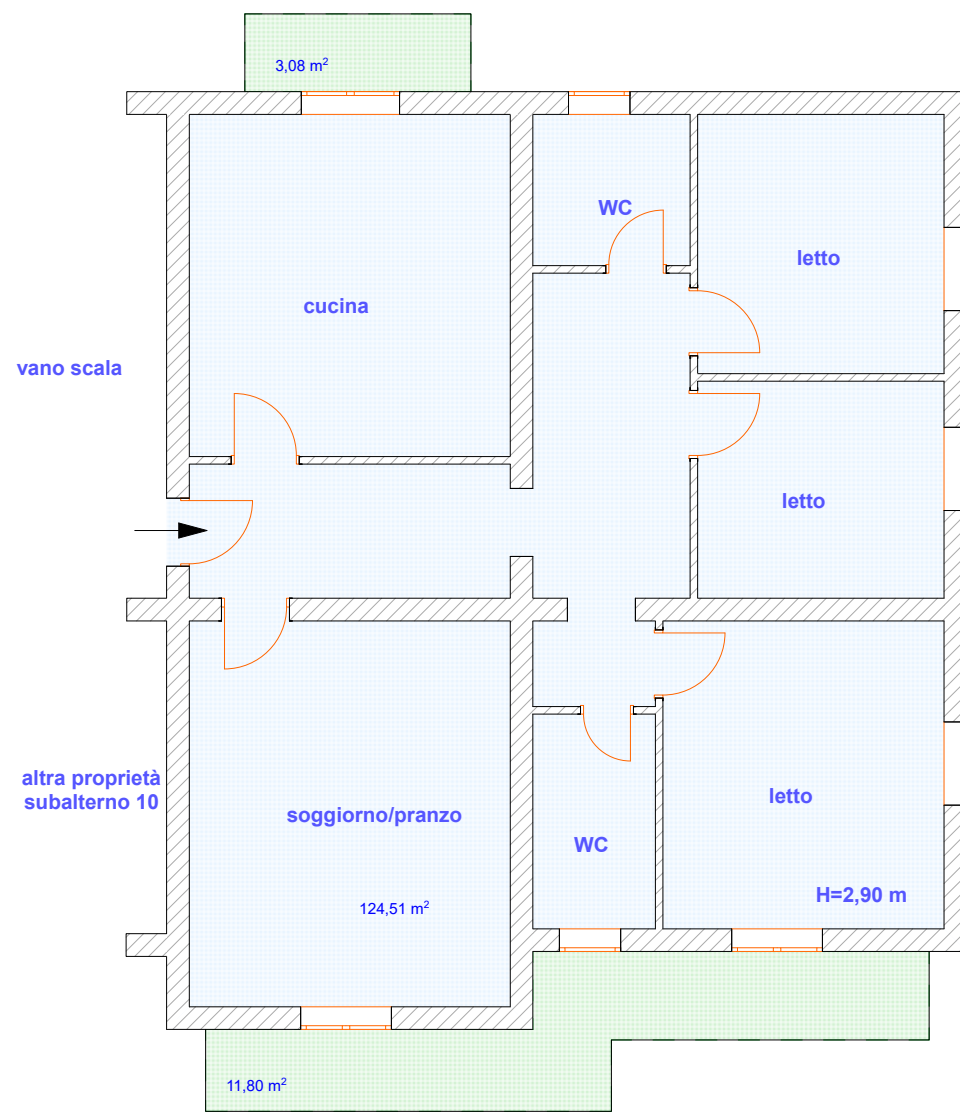 3,08 m²
WC
letto
cucina
vano scala
letto
altra proprietà
subalterno 10
soggiorno/pranzo
letto
WC
H=2,90 m
124,51 m²
11,80 m²